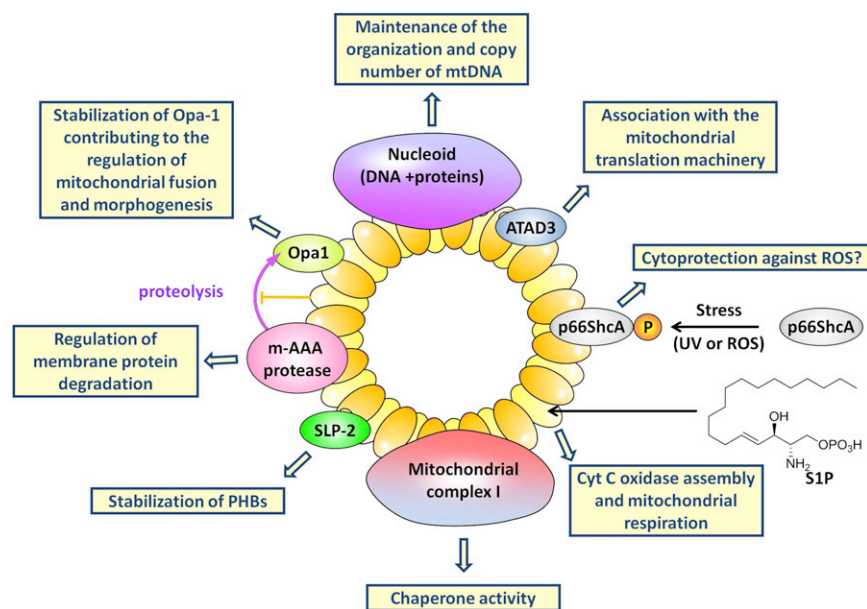 Maintenance of the
organization and copy
number of mtDNA
Stabilization of Opa-1
contributing to the
regulation of
mitochondrial fusion
and morphogenesis
Association with the
mitochondrial
translation machinery
Nucleoid
(DNA +proteins)
ATAD3
Opa1
Cytoprotection against ROS?
proteolysis
p66ShcA
P
Stress
(UV or ROS)
p66ShcA
Regulation of
membrane protein
degradation
m-AAA
protease
SLP-2
OH
OPO₃H
NH₂
S1P
Mitochondrial
complex I
Stabilization of PHBs
Cyt C oxidase assembly
and mitochondrial
respiration
Chaperone activity